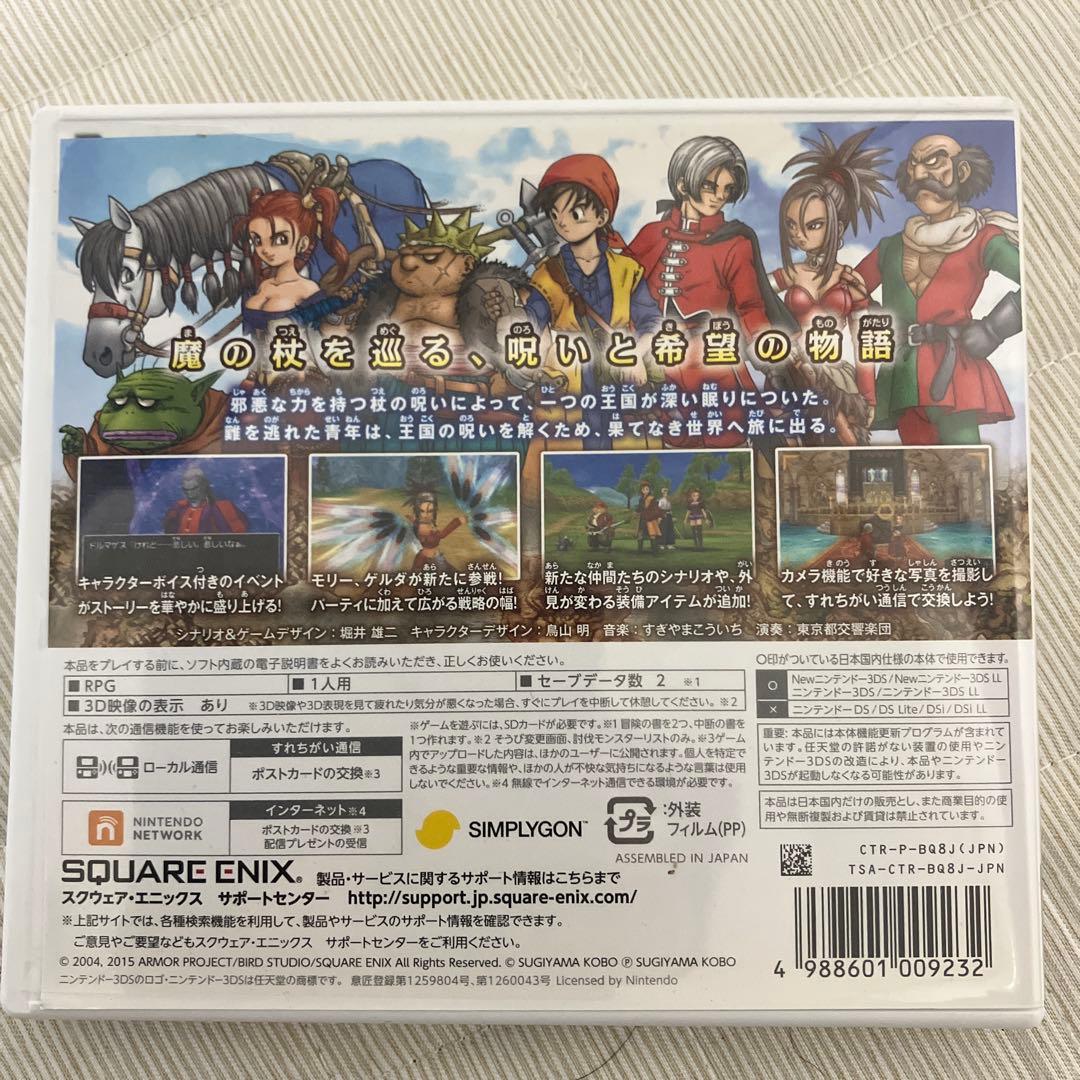 魔の杖を巡る、呪いと希望の物語
邪悪な力を持つ杖の呪いによって、一つの王国が深い眠りについた。
難を逃れた青年は、王国の呪いを解くため、果てなき世界へ旅に出る。
ドルマゲス「けれど——悲しい。悲しいなぁ。
キャラクターボイス付きのイベント
がストーリーを華やかに盛り上げる!
モリー、ゲルダが新たに参戦!
パーティに加えて広がる戦略の幅!
新たな仲間たちのシナリオや、外
見が変わる装備アイテムが追加!
カメラ機能で好きな写真を撮影し
て、すれちがい通信で交換しよう!
シナリオ&ゲームデザイン:堀井 雄二 キャラクターデザイン:鳥山 明 音楽:すぎやまこういち 演奏:東京都交響楽団
本品をプレイする前に、ソフト内蔵の電子説明書をよくお読みいただき、正しくお使いください。
■RPG
■1人用
■セーブデータ数 2 ※1
■3D映像の表示 あり ※3D映像や3D表現を見て疲れたり気分が悪くなった場合、すぐにプレイを中断して休憩してください。※2
本品は、次の通信機能を使ってお楽しみいただけます。
ローカル通信
すれちがい通信
ポストカードの交換※3
NINTENDO
NETWORK
インターネット※4
ポストカードの交換※3
配信プレゼントの受信
※ゲームを遊ぶには、SDカードが必要です。※1 冒険の書を2つ、中断の書を
1つ作れます。※2 そうび変更画面、討伐モンスターリストのみ。※3ゲーム
内でアップロードした内容は、ほかのユーザーに公開されます。個人を特定で
きるような重要な情報や、ほかの人が不快な気持ちになるような言葉は使用
しないでください。※4 無線でインターネット通信できる環境が必要です。
SIMPLYGON™
プラ
:外装
フィルム(PP)
ASSEMBLED IN JAPAN
〇印がついている日本国内仕様の本体で使用できます。
○ Newニンテンドー3DS/Newニンテンドー3DS LL
ニンテンドー3DS/ニンテンドー3DS LL
× ニンテンドーDS/DS Lite/DSi/DSi LL
重要:本品には本体機能更新プログラムが含まれて
います。任天堂の許諾がない装置の使用やニン
テンドー3DSの改造により、本品やニンテンドー
3DSが起動しなくなる可能性があります。
本品は日本国内だけの販売とし、また商業目的の使
用や無断複製および賃貸は禁止されています。
CTR-P-BQ8J(JPN)
TSA-CTR-BQ8J-JPN
SQUARE ENIX® 製品・サービスに関するサポート情報はこちらまで
スクウェア・エニックス サポートセンター http://support.jp.square-enix.com/
※上記サイトでは、各種検索機能を利用して、製品やサービスのサポート情報を確認できます。
ご意見やご要望などもスクウェア・エニックス サポートセンターをご利用ください。
© 2004, 2015 ARMOR PROJECT/BIRD STUDIO/SQUARE ENIX All Rights Reserved. © SUGIYAMA KOBO ℗ SUGIYAMA KOBO
ニンテンドー3DSのロゴ・ニンテンドー3DSは任天堂の商標です。 意匠登録第1259804号、第1260043号 Licensed by Nintendo
4 988601 009232